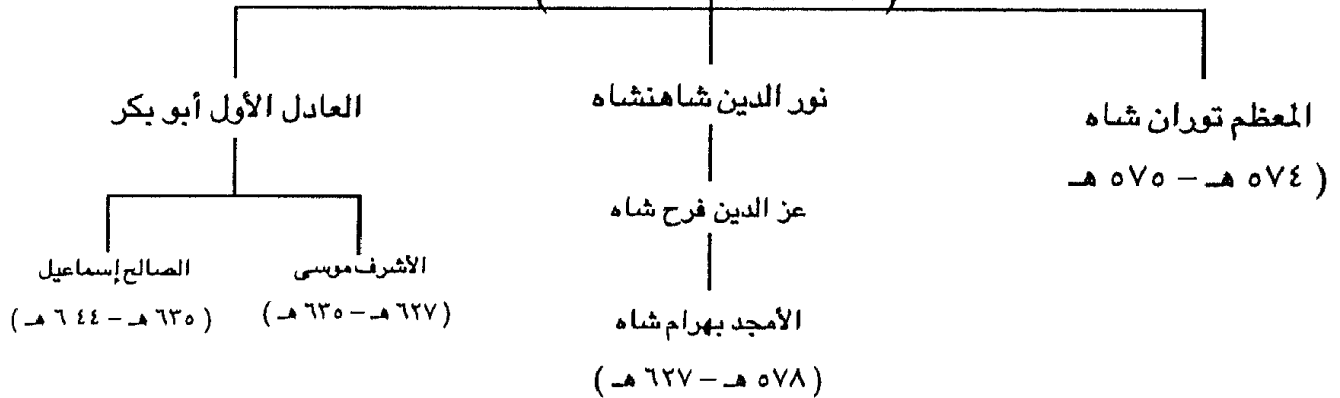 المعظم توران شاه
( ٥٧٤ هـ – ٥٧٥ هـ
نور الدين شاهنشاه
عز الدين فرح شاه
الأمجد بهرام شاه
( ٥٧٨ هـ – ٦٢٧ هـ )
العادل الأول أبو بكر
الأشرف موسى
( ٦٢٧ هـ – ٦٣٥ هـ )
الصالح إسماعيل
( ٦٣٥ هـ – ٦٤٤ هـ )